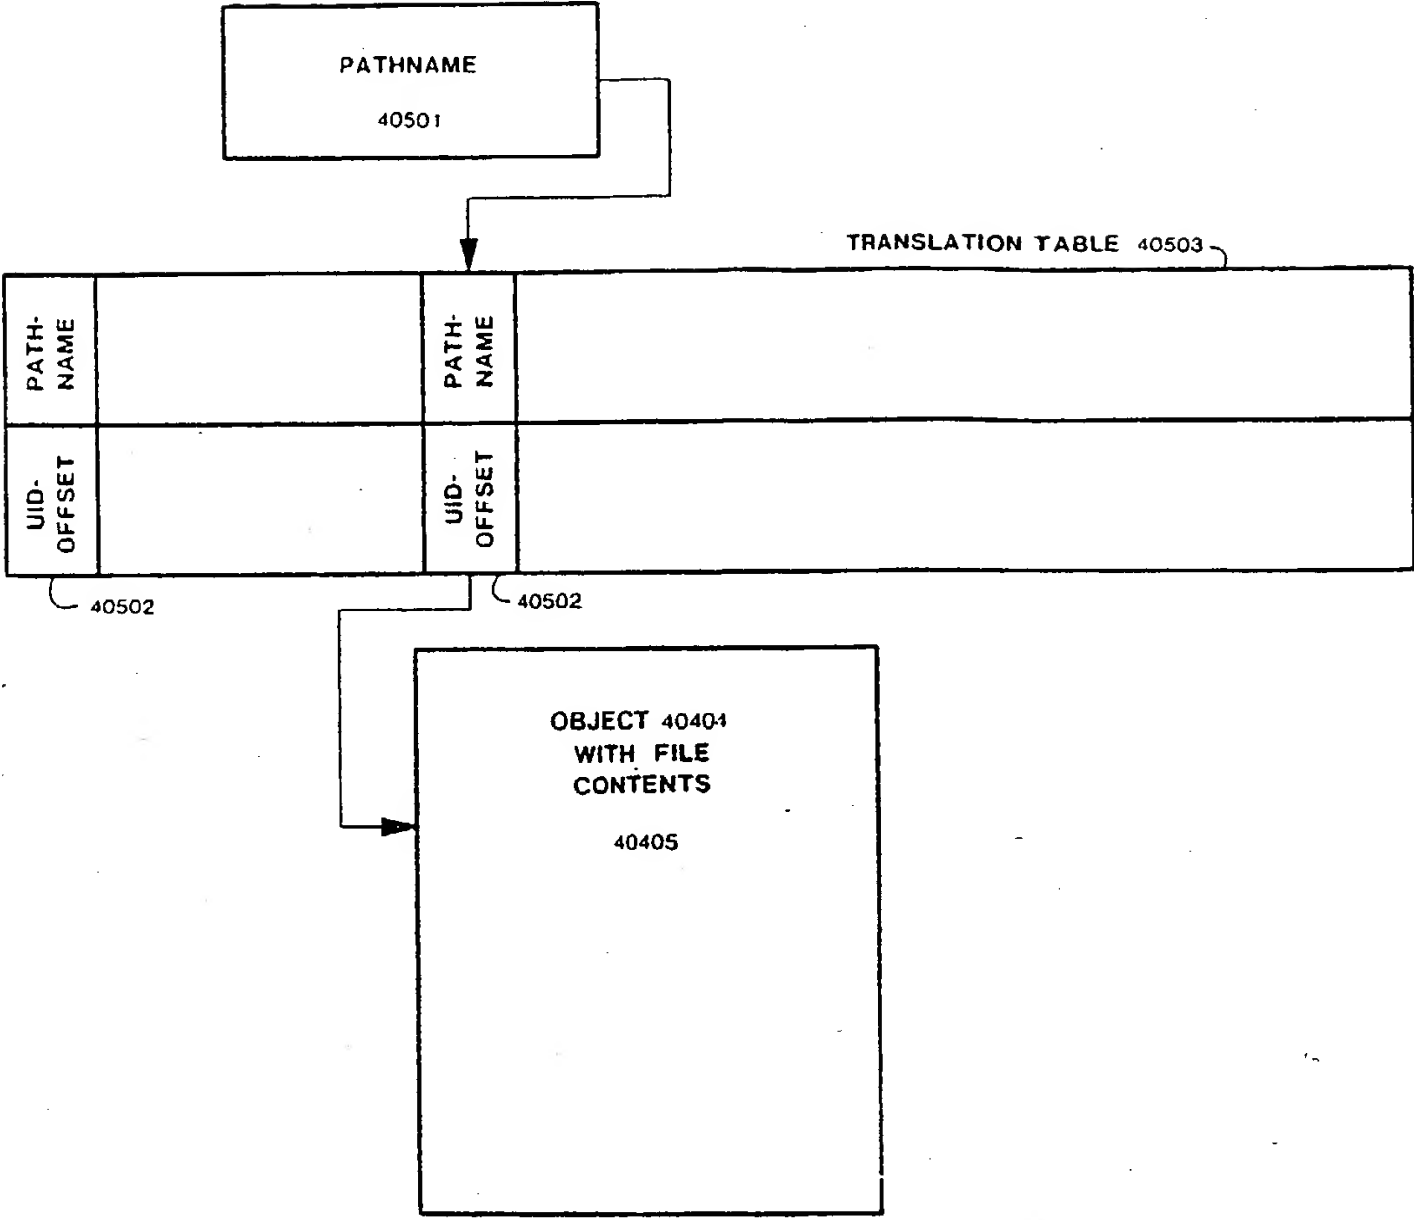 PATHNAME
40501
TRANSLATION TABLE 40503
PATH-
NAME
PATH-
NAME
UID-
OFFSET
UID-
OFFSET
40502
40502
OBJECT 40404
WITH FILE
CONTENTS
40405